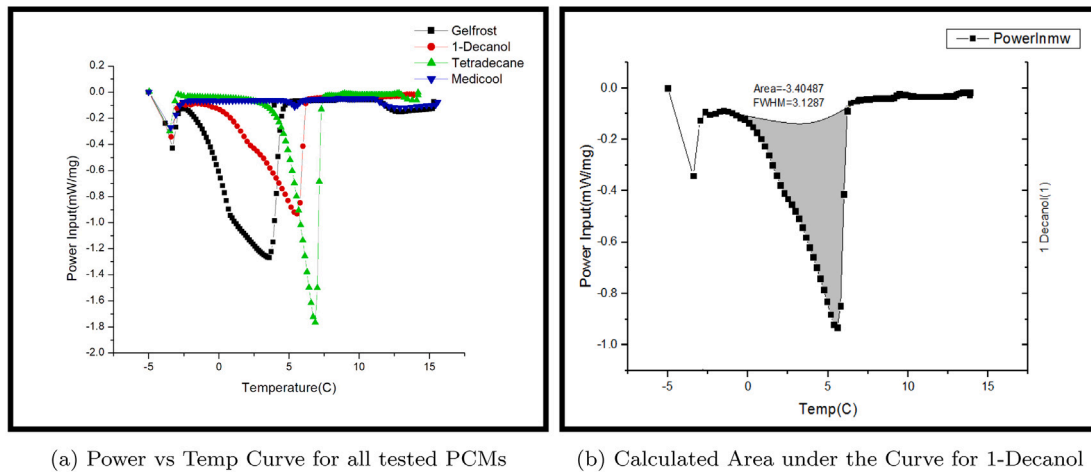 Gelfrost
1-Decanol
Tetradecane
Medicool
0.2
0.0
-0.2
-0.4
-0.6
-0.8
-1.0
-1.2
-1.4
-1.6
-1.8
-2.0
Power Input(mW/mg)
-5
0
5
10
15
Temperature(C)
PowerInmw
Area=-3.40487
FWHM=3.1287
0.0
-0.2
-0.4
-0.6
-0.8
-1.0
Power Input(mW/mg)
1 Decanol(1)
-5
0
5
10
15
Temp(C)
(a) Power vs Temp Curve for all tested PCMs
(b) Calculated Area under the Curve for 1-Decanol